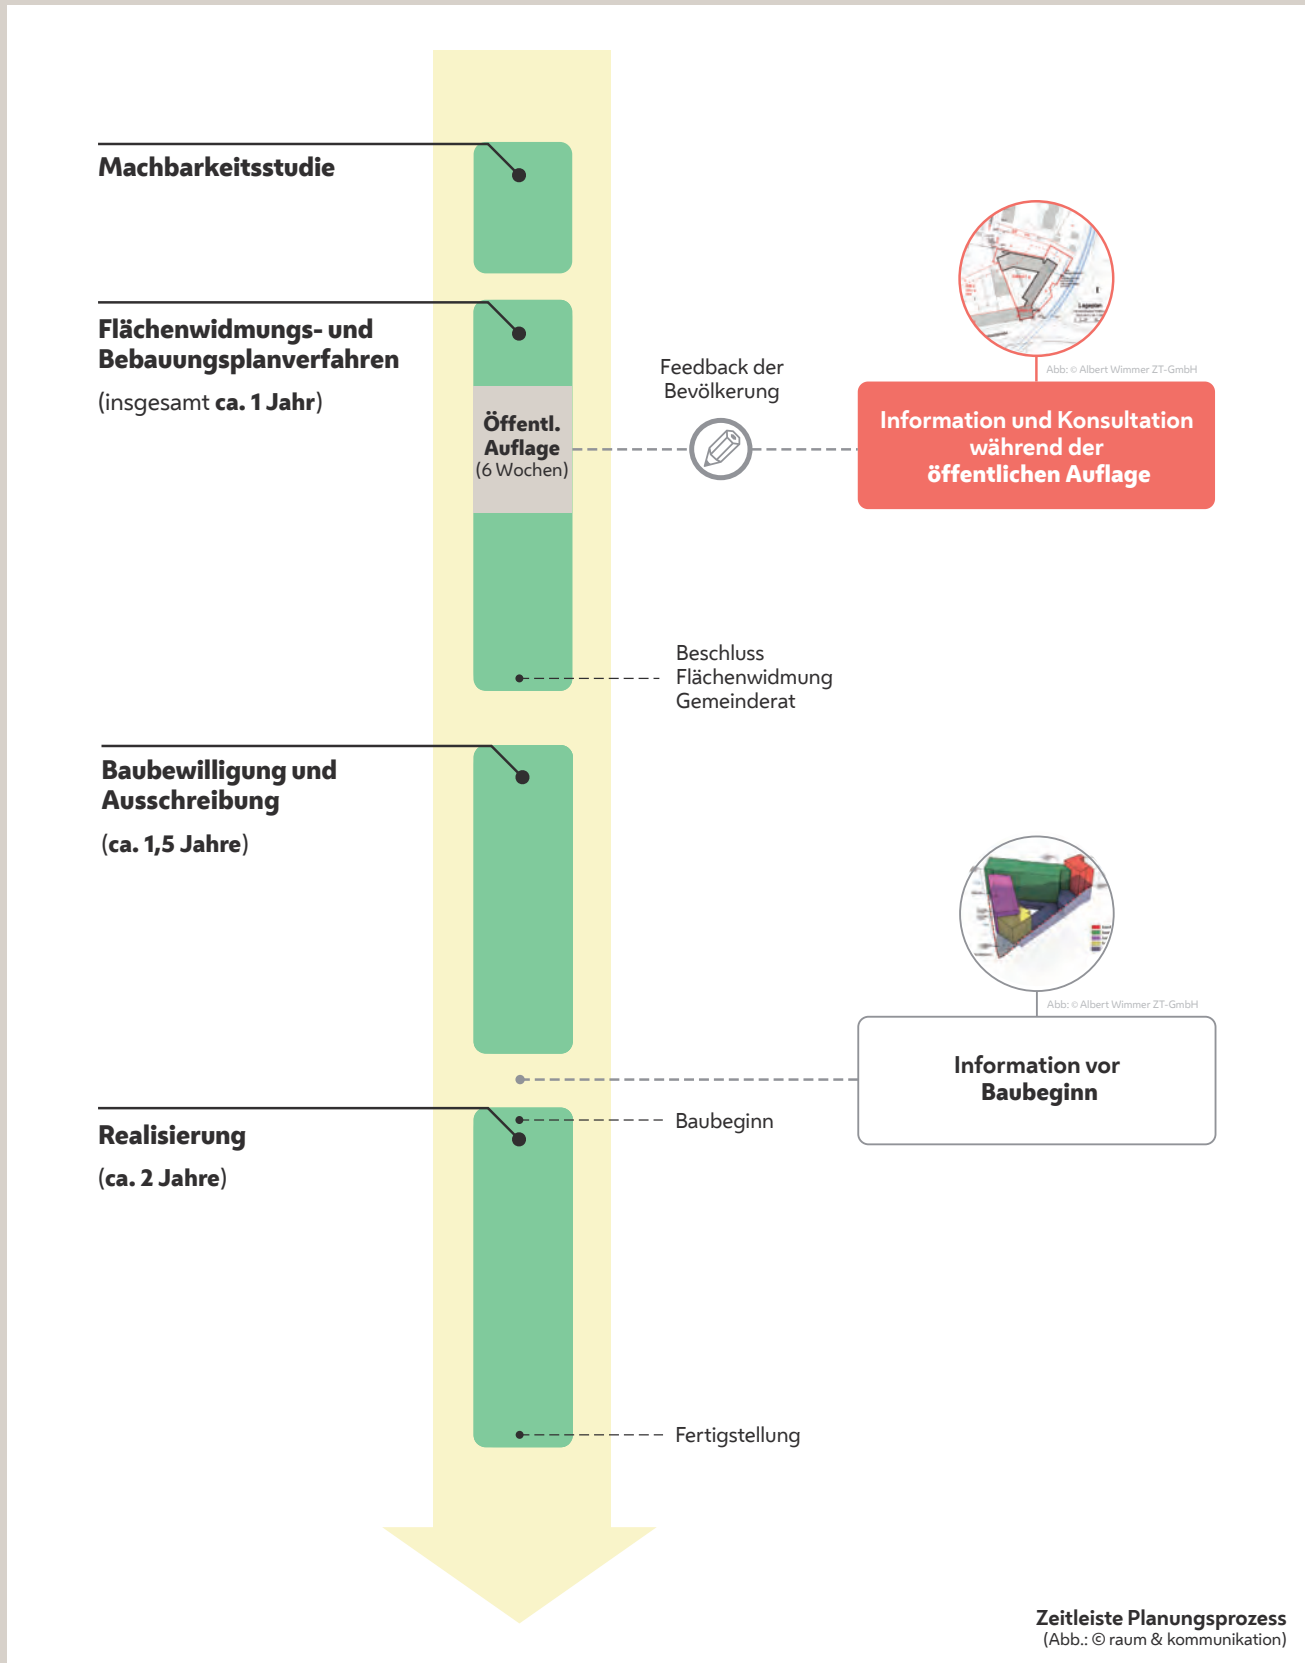 Machbarkeitsstudie
Flächenwidmungs- und
Bebauungsplanverfahren
(insgesamt ca. 1 Jahr)
Öffentl.
Auflage
(6 Wochen)
Feedback der
Bevölkerung
Lageplan
Abb: © Albert Wimmer ZT-GmbH
Information und Konsultation
während der
öffentlichen Auflage
Beschluss
Flächenwidmung
Gemeinderat
Baubewilligung und
Ausschreibung
(ca. 1,5 Jahre)
Abb: © Albert Wimmer ZT-GmbH
Information vor
Baubeginn
Baubeginn
Realisierung
(ca. 2 Jahre)
Fertigstellung
Zeitleiste Planungsprozess
(Abb.: © raum & kommunikation)